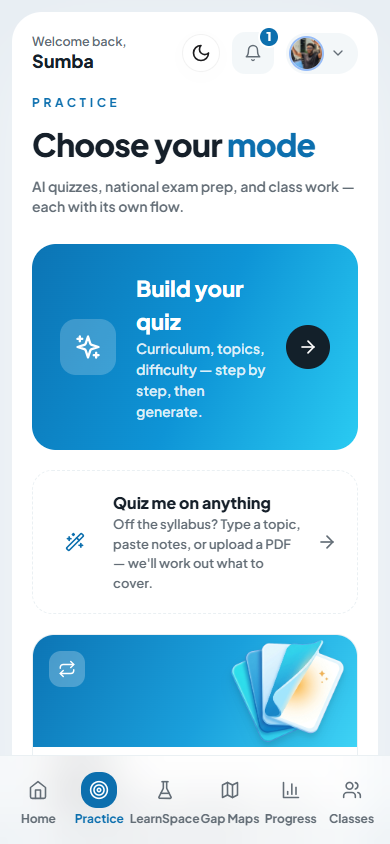 Welcome back,
Sumba
1
PRACTICE
Choose your mode
AI quizzes, national exam prep, and class work —
each with its own flow.
Build your
quiz
Curriculum, topics,
difficulty — step by
step, then
generate.
Quiz me on anything
Off the syllabus? Type a topic,
paste notes, or upload a PDF
— we'll work out what to
cover.
Home
Practice
LearnSpace
Gap Maps
Progress
Classes